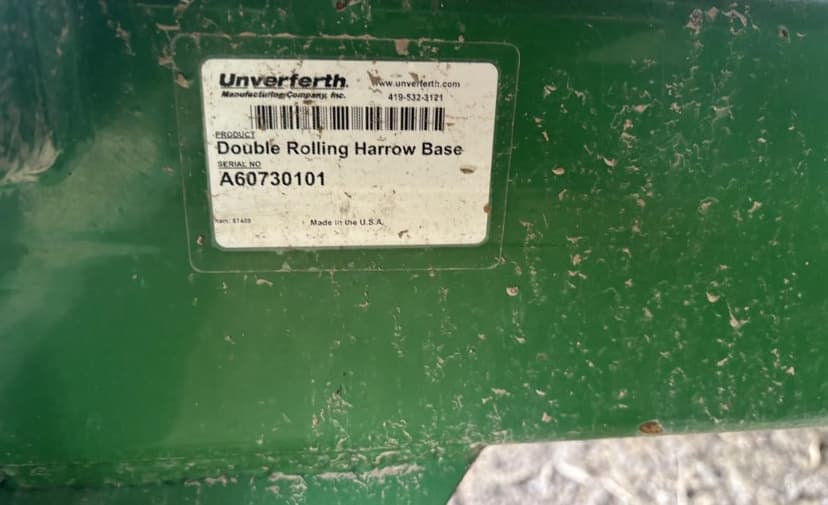 Unverferth. www.unverferth.com
Manufacturing Company, Inc. 419-532-3121
PRODUCT
Double Rolling Harrow Base
SERIAL NO
A60730101
Made in the U.S.A.